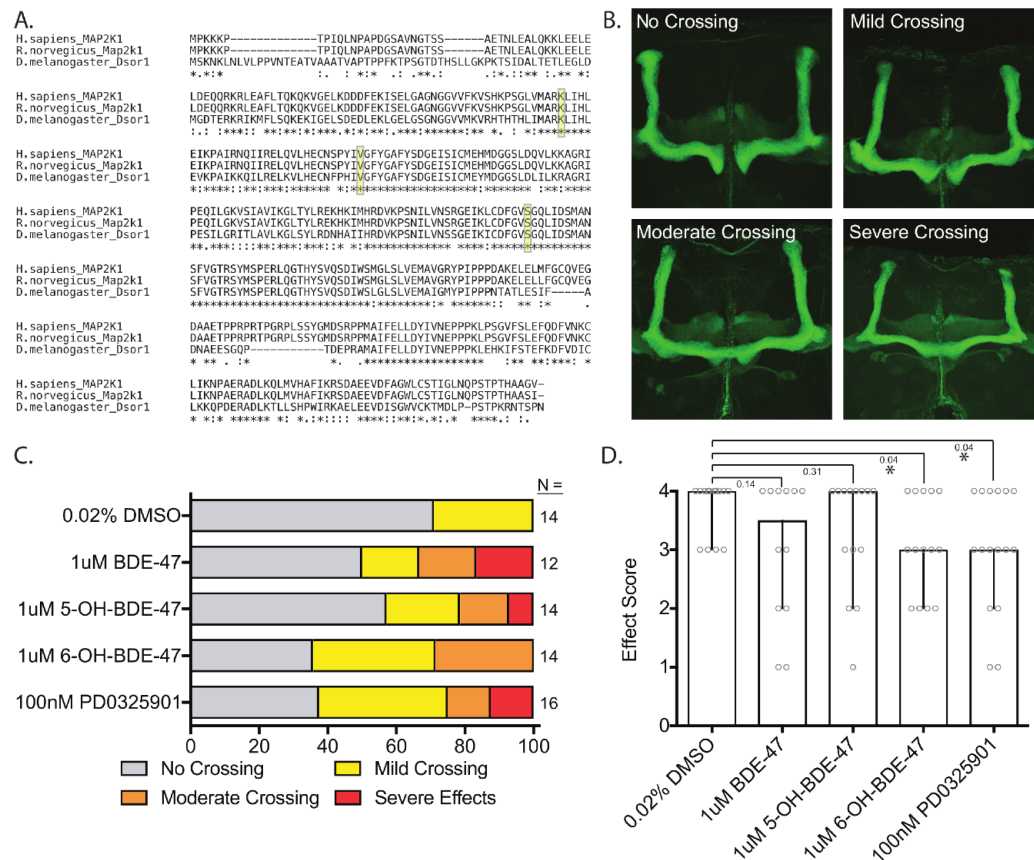 A.
H.sapiens_MAP2K1 MPKKKP--------------TPIQLNPAPDGSAVNGTSS------AETNLEALQKKLEELE
R.norvegicus_Map2k1 MPKKKP--------------TPIQLNPAPDGSAVNGTSS------AETNLEALQKKLEELE
D.melanogaster_Dsor1 MSKNKLNLVLPPVNTEATVAAATVAPTPPFKTPSGTDTHSLLGKPKTSIDALTETLEGLD
H.sapiens_MAP2K1 LDEQQRKRLEAFLTQKQKVGELKDDDFEKISELGAGNGGVVFKVSHKPSGLVMARKLIHL
R.norvegicus_Map2k1 LDEQQRKRLEAFLTQKQKVGELKDDDFEKISELGAGNGGVVFKVSHKPSGLVMARKLIHL
D.melanogaster_Dsor1 MGDTERKRIKMFLSQKEKIGELSDEDLEKLGELGSGNGGVVMKVRHTHTHLIMARKLIHL
H.sapiens_MAP2K1 EIKPAIRNQIIRELQVLHECNSPYIVGFYGAFYSDGEISICMEHMDGGSLDQVLKKAGRI
R.norvegicus_Map2k1 EIKPAIRNQIIRELQVLHECNSPYIVGFYGAFYSDGEISICMEHMDGGSLDQVLKKAGRI
D.melanogaster_Dsor1 EVKPAIKKQILRELKVLHECNFPHIVGFYGAFYSDGEISICMEYMDGGSLDLILKRAGRI
H.sapiens_MAP2K1 PEQILGKVSIAVIKGLTYLREKHKIMHRDVKPSNILVNSRGEIKLCDFGVSGQLIDSMAN
R.norvegicus_Map2k1 PEQILGKVSIAVIKGLTYLREKHKIMHRDVKPSNILVNSRGEIKLCDFGVSGQLIDSMAN
D.melanogaster_Dsor1 PESILGRITLAVLKGLSYLRDNHAIIHRDVKPSNILVNSSGEIKICDFGVSGQLIDSMAN
H.sapiens_MAP2K1 SFVGTRSYMSPERLQGTHYSVQSDIWSMGLSLVEMAVGRYPIPPPDAKELELMFGCQVEG
R.norvegicus_Map2k1 SFVGTRSYMSPERLQGTHYSVQSDIWSMGLSLVEMAVGRYPIPPPDAKELELLFGCQVEG
D.melanogaster_Dsor1 SFVGTRSYMSPERLQGTHYSVQSDIWSLGLSLVEMAIGMYPIPPPNTATLESIF-----A
H.sapiens_MAP2K1 DAAETPPRPRTPGRPLSSYGMDSRPPMAIFELLDYIVNEPPPKLPSGVFSLEFQDFVNKC
R.norvegicus_Map2k1 DAAETPPRPRTPGRPLSSYGMDSRPPMAIFELLDYIVNEPPPKLPSGVFSLEFQDFVNKC
D.melanogaster_Dsor1 DNAEESGQP------------TDEPRAMAIFELLDYIVNEPPPKLEHKIFSTEFKDFVDIC
H.sapiens_MAP2K1 LIKNPAERADLKQLMVHAFIKRSDAEEVDFAGWLCSTIGLNQPSTPTHAAGV-
R.norvegicus_Map2k1 LIKNPAERADLKQLMVHAFIKRSDAEEVDFAGWLCSTIGLNQPSTPTHAASI-
D.melanogaster_Dsor1 LKKQPDERADLKTLLSHPWIRKAELEEVDISGWVCKTMDLP-PSTPKRNTSPN
B.
No Crossing
Mild Crossing
Moderate Crossing
Severe Crossing
C.
N =
0.02% DMSO 14
1uM BDE-47 12
1uM 5-OH-BDE-47 14
1uM 6-OH-BDE-47 14
100nM PD0325901 16
0 20 40 60 80 100
No Crossing
Mild Crossing
Moderate Crossing
Severe Effects
D.
0.04 *
0.04 *
0.31
0.14
Effect Score
4
3
2
1
0
0.02% DMSO
1uM BDE-47
1uM 5-OH-BDE-47
1uM 6-OH-BDE-47
100nM PD0325901